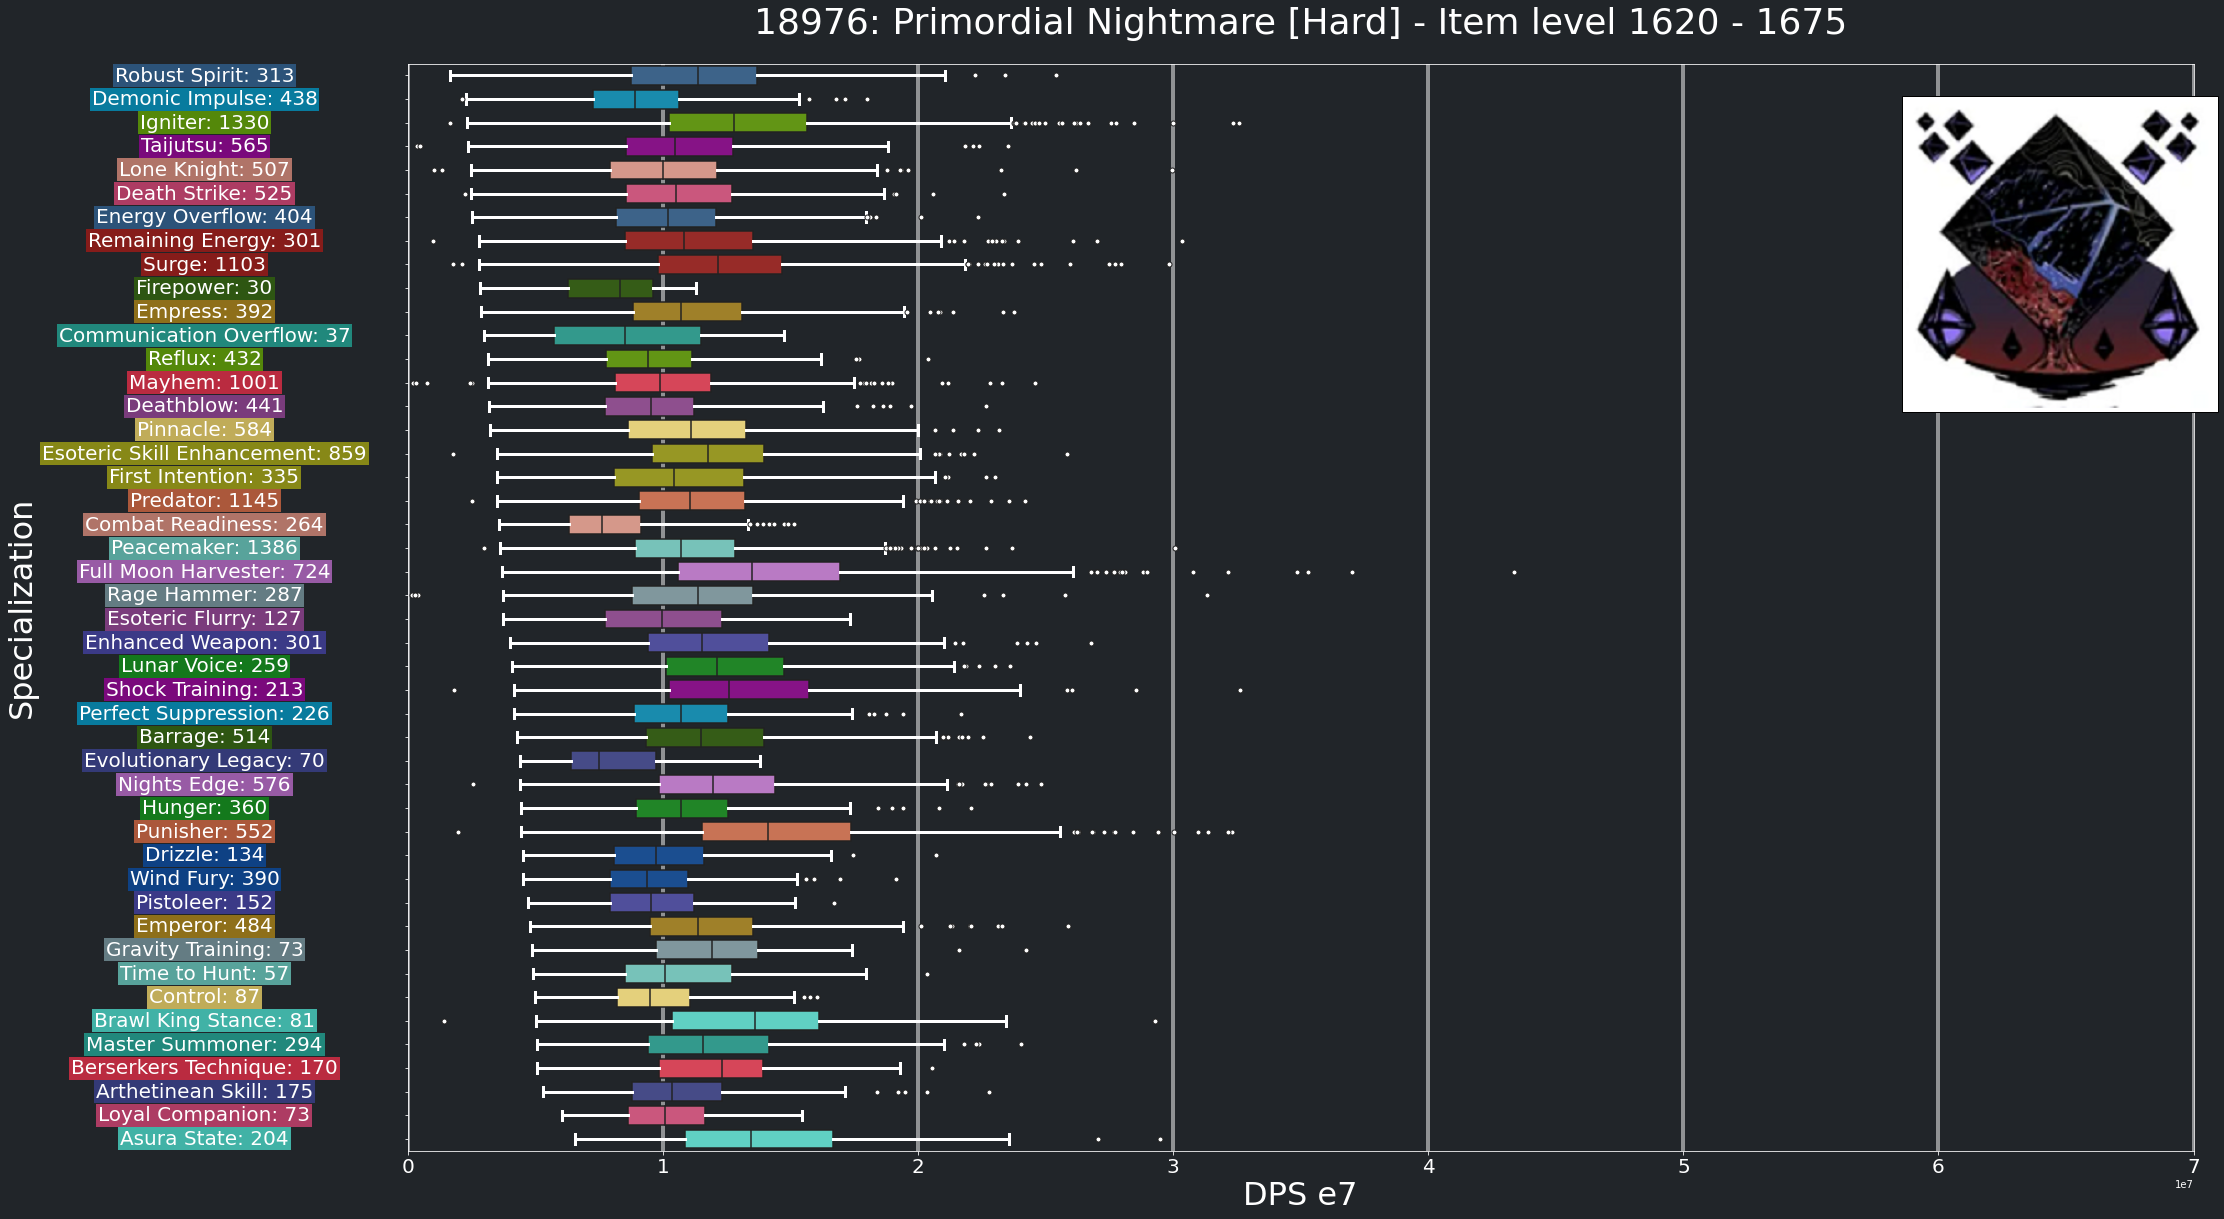 18976: Primordial Nightmare [Hard] - Item level 1620 - 1675
Specialization
Robust Spirit: 313
Demonic Impulse: 438
Igniter: 1330
Taijutsu: 565
Lone Knight: 507
Death Strike: 525
Energy Overflow: 404
Remaining Energy: 301
Surge: 1103
Firepower: 30
Empress: 392
Communication Overflow: 37
Reflux: 432
Mayhem: 1001
Deathblow: 441
Pinnacle: 584
Esoteric Skill Enhancement: 859
First Intention: 335
Predator: 1145
Combat Readiness: 264
Peacemaker: 1386
Full Moon Harvester: 724
Rage Hammer: 287
Esoteric Flurry: 127
Enhanced Weapon: 301
Lunar Voice: 259
Shock Training: 213
Perfect Suppression: 226
Barrage: 514
Evolutionary Legacy: 70
Nights Edge: 576
Hunger: 360
Punisher: 552
Drizzle: 134
Wind Fury: 390
Pistoleer: 152
Emperor: 484
Gravity Training: 73
Time to Hunt: 57
Control: 87
Brawl King Stance: 81
Master Summoner: 294
Berserkers Technique: 170
Arthetinean Skill: 175
Loyal Companion: 73
Asura State: 204
0 1 2 3 4 5 6 7
1e7
DPS e7